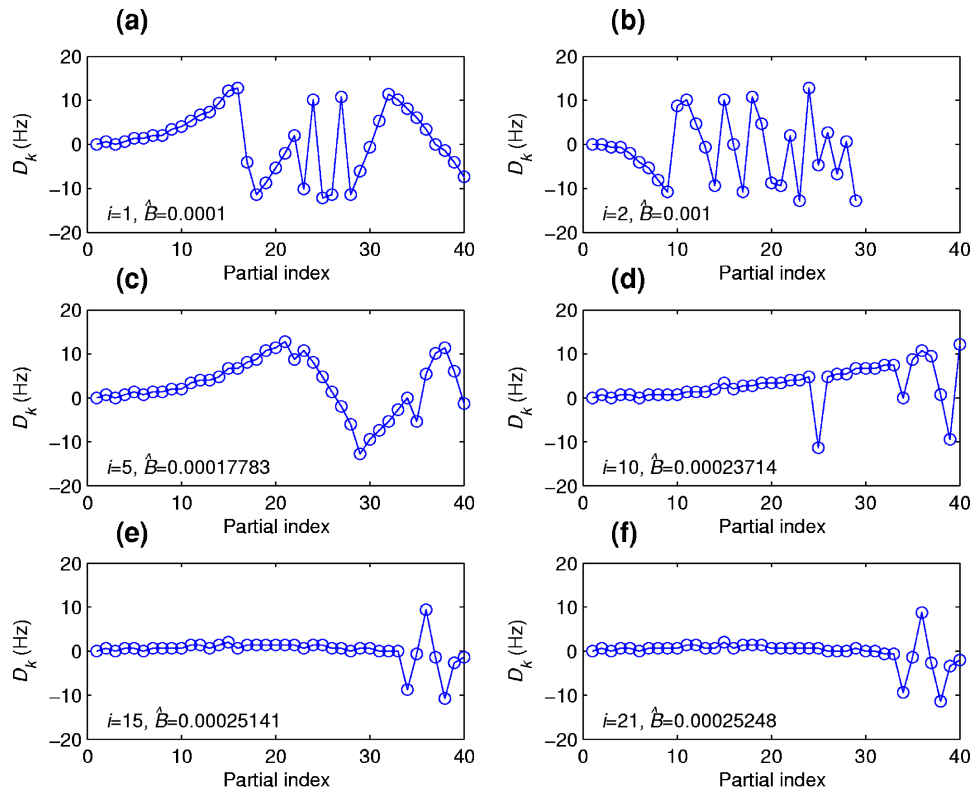 (a)
20
10
0
−10
−20
D_k (Hz)
i=1, B̂=0.0001
0 10 20 30 40
Partial index
(b)
20
10
0
−10
−20
D_k (Hz)
i=2, B̂=0.001
0 10 20 30 40
Partial index
(c)
20
10
0
−10
−20
D_k (Hz)
i=5, B̂=0.00017783
0 10 20 30 40
Partial index
(d)
20
10
0
−10
−20
D_k (Hz)
i=10, B̂=0.00023714
0 10 20 30 40
Partial index
(e)
20
10
0
−10
−20
D_k (Hz)
i=15, B̂=0.00025141
0 10 20 30 40
Partial index
(f)
20
10
0
−10
−20
D_k (Hz)
i=21, B̂=0.00025248
0 10 20 30 40
Partial index